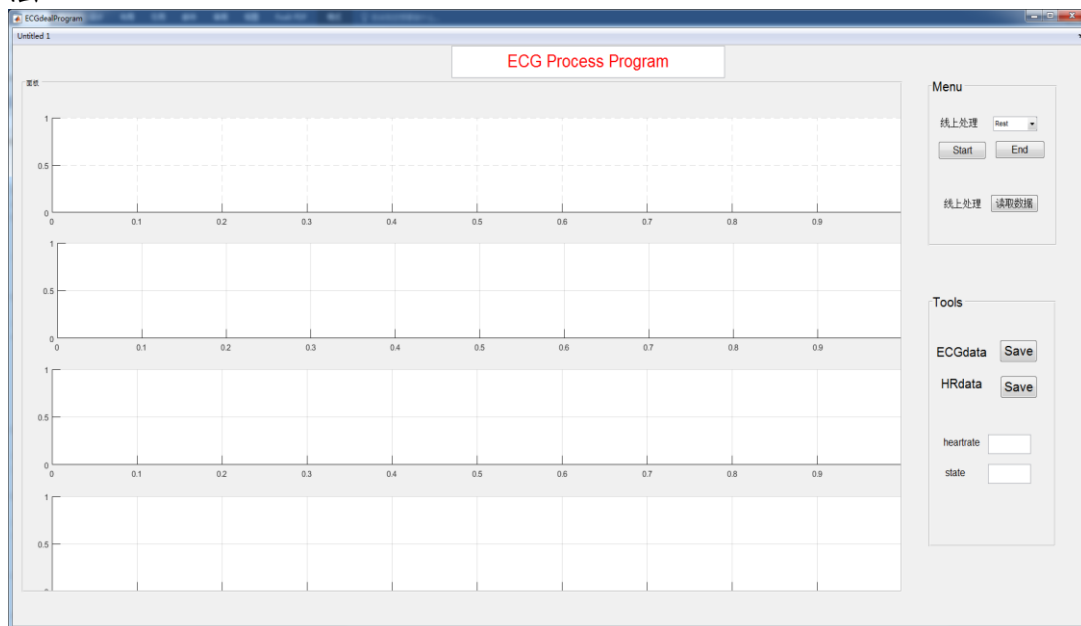 ECGdealProgram
Untitled 1
ECG Process Program
面板
1
0.5
0
0 0.1 0.2 0.3 0.4 0.5 0.6 0.7 0.8 0.9
1
0.5
0
0 0.1 0.2 0.3 0.4 0.5 0.6 0.7 0.8 0.9
1
0.5
0
0 0.1 0.2 0.3 0.4 0.5 0.6 0.7 0.8 0.9
1
0.5
Menu
线上处理 Rest
Start End
线上处理 读取数据
Tools
ECGdata Save
HRdata Save
heartrate
state